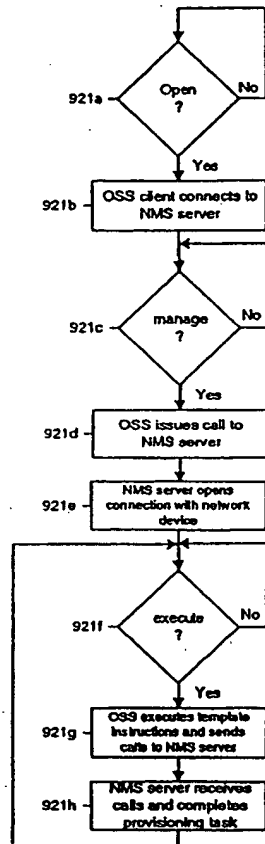 Open
?
No
921a
Yes
OSS client connects to
NMS server
921b
manage
?
No
921c
Yes
OSS issues call to
NMS server
921d
NMS server opens
connection with network
device
921e
execute
?
No
921f
Yes
OSS executes template
instructions and sends
calls to NMS server
921g
NMS server receives
calls and completes
provisioning task
921h